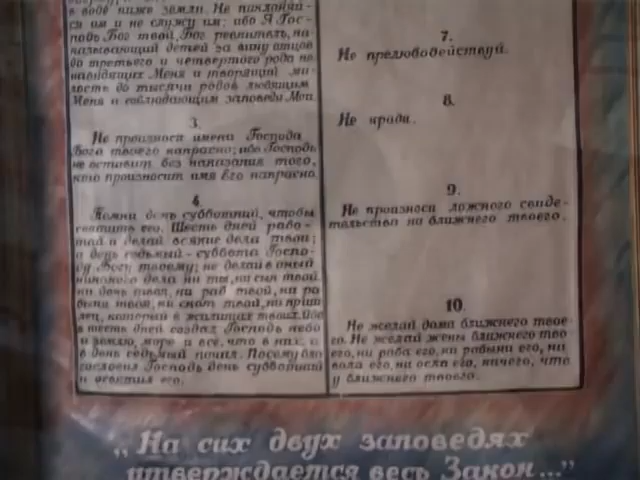 в воде ниже земли. Не поклоняй-
ся им и не служи им; ибо Я Гос-
подь Бог твой, Бог ревнитель, на-
казывающий детей за вину отцов
до третьего и четвертого рода не-
навидящих Меня и творящий ми-
лость до тысячи родов любящим
Меня и соблюдающим заповеди Мои.
3.
Не произноси имени Господа
Бога твоего напрасно; ибо Господь
не оставит без наказания того,
кто произносит имя Его напрасно.
4.
Помни день субботний, чтобы
святить его. Шесть дней рабо-
тай и делай всякие дела твои;
а день седьмый - суббота Госпо-
ду Богу твоему; не делай в оный
никакого дела ни ты, ни сын твой,
ни дочь твоя, ни раб твой, ни ра-
быня твоя, ни скот твой, ни приш-
лец, который в жилищах твоих. Ибо
в шесть дней создал Господь небо
и землю, море и все, что в них, а
в день седьмый почил. Посему бла-
гословил Господь день субботний
и освятил его.
7.
Не прелюбодействуй.
8.
Не кради.
9.
Не произноси ложного свиде-
тельства на ближнего твоего.
10.
Не желай дома ближнего твое-
го. Не желай жены ближнего тво-
его, ни раба его, ни рабыни его, ни
вола его, ни осла его, ничего, что
у ближнего твоего.
„На сих двух заповедях
утверждается весь Закон...”